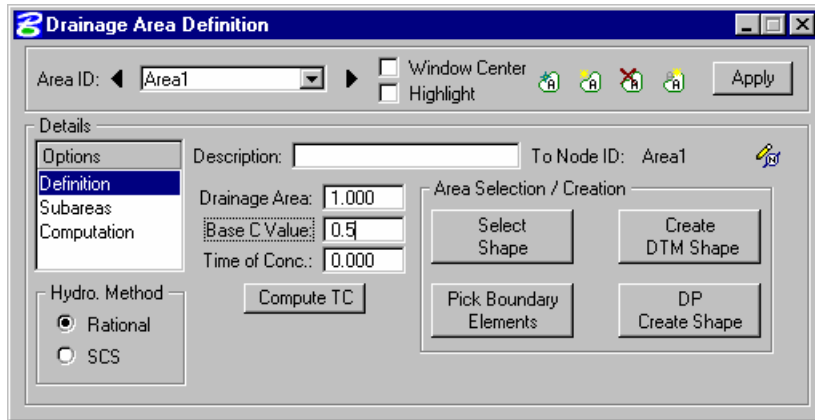 Drainage Area Definition
Area ID: Area1
Window Center
Highlight
Apply
Details
Options
Definition
Subareas
Computation
Description:
To Node ID: Area1
Drainage Area: 1.000
Base C Value: 0.5
Time of Conc.: 0.000
Compute TC
Area Selection / Creation
Select
Shape
Create
DTM Shape
Pick Boundary
Elements
DP
Create Shape
Hydro. Method
Rational
SCS